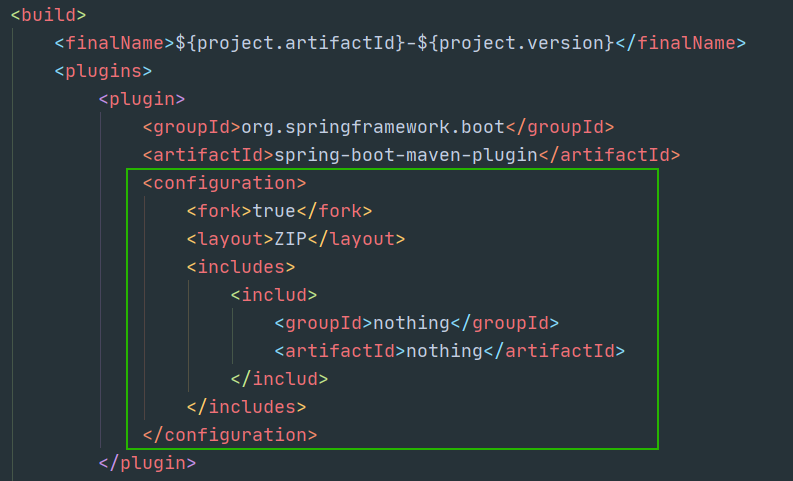 <build>
<finalName>${project.artifactId}-${project.version}</finalName>
<plugins>
<plugin>
<groupId>org.springframework.boot</groupId>
<artifactId>spring-boot-maven-plugin</artifactId>
<configuration>
<fork>true</fork>
<layout>ZIP</layout>
<includes>
<includ>
<groupId>nothing</groupId>
<artifactId>nothing</artifactId>
</includ>
</includes>
</configuration>
</plugin>